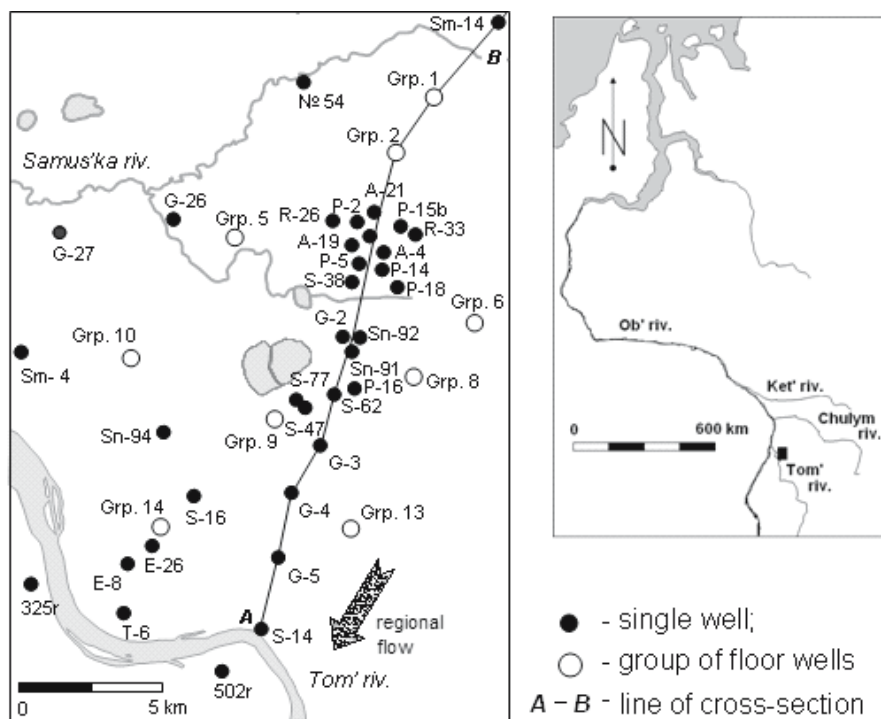 Sm-14
B
Grp. 1
№ 54
Grp. 2
Samus'ka riv.
A-21
G-26
P-2
P-15b
Grp. 5
R-26
R-33
G-27
A-19
A-4
P-5
P-14
S-38
P-18
Grp. 6
G-2
Sn-92
Grp. 10
Sm- 4
Sn-91
S-77
P-16
Grp. 8
S-62
Sn-94
Grp. 9
S-47
G-3
S-16
G-4
Grp. 14
Grp. 13
E-26
E-8
G-5
325r
T-6
A
S-14
regional
flow
502r
Tom' riv.
0
5 km
N
Ob' riv.
Ket' riv.
0
600 km
Chulym
riv.
Tom'
riv.
- single well;
- group of floor wells
A – B - line of cross-section